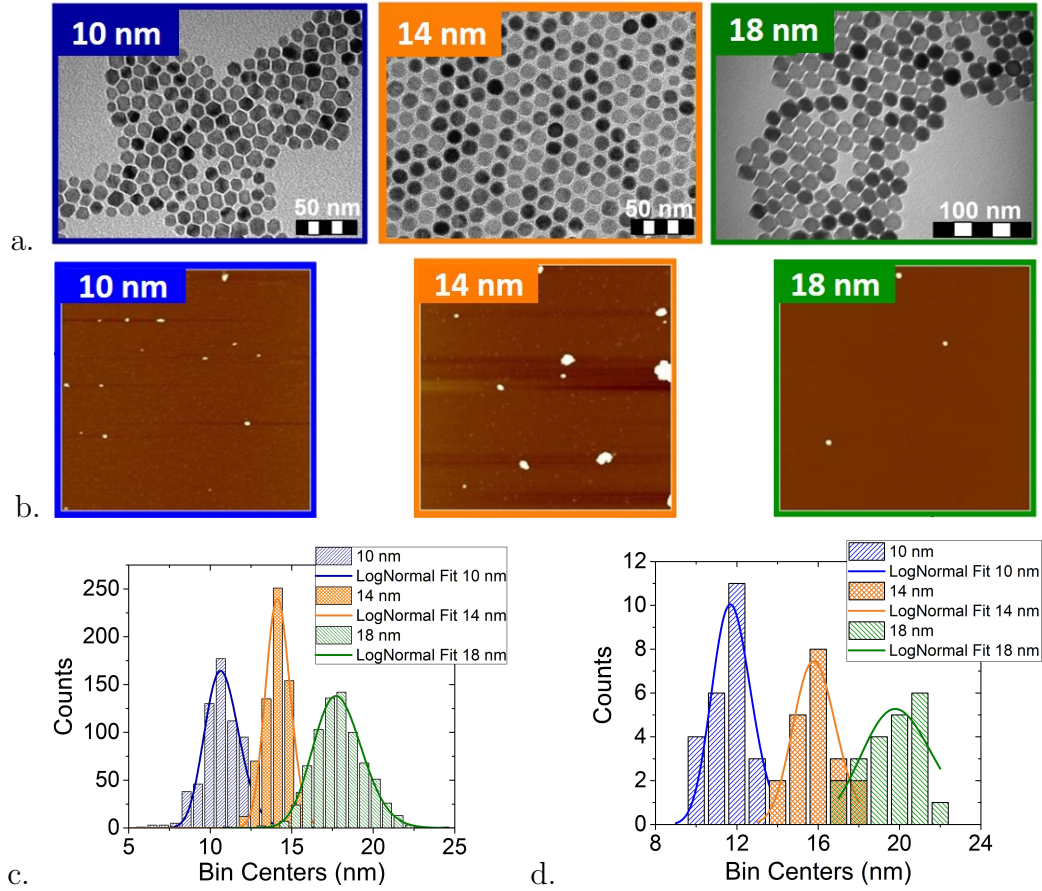 10 nm
14 nm
18 nm
50 nm
50 nm
100 nm
a.
10 nm
14 nm
18 nm
b.
10 nm
LogNormal Fit 10 nm
14 nm
LogNormal Fit 14 nm
18 nm
LogNormal Fit 18 nm
250
200
150
100
50
0
Counts
5
10
15
20
25
Bin Centers (nm)
c.
10 nm
LogNormal Fit 10 nm
14 nm
LogNormal Fit 14 nm
18 nm
LogNormal Fit 18 nm
12
10
8
6
4
2
0
Counts
8
12
16
20
24
Bin Centers (nm)
d.